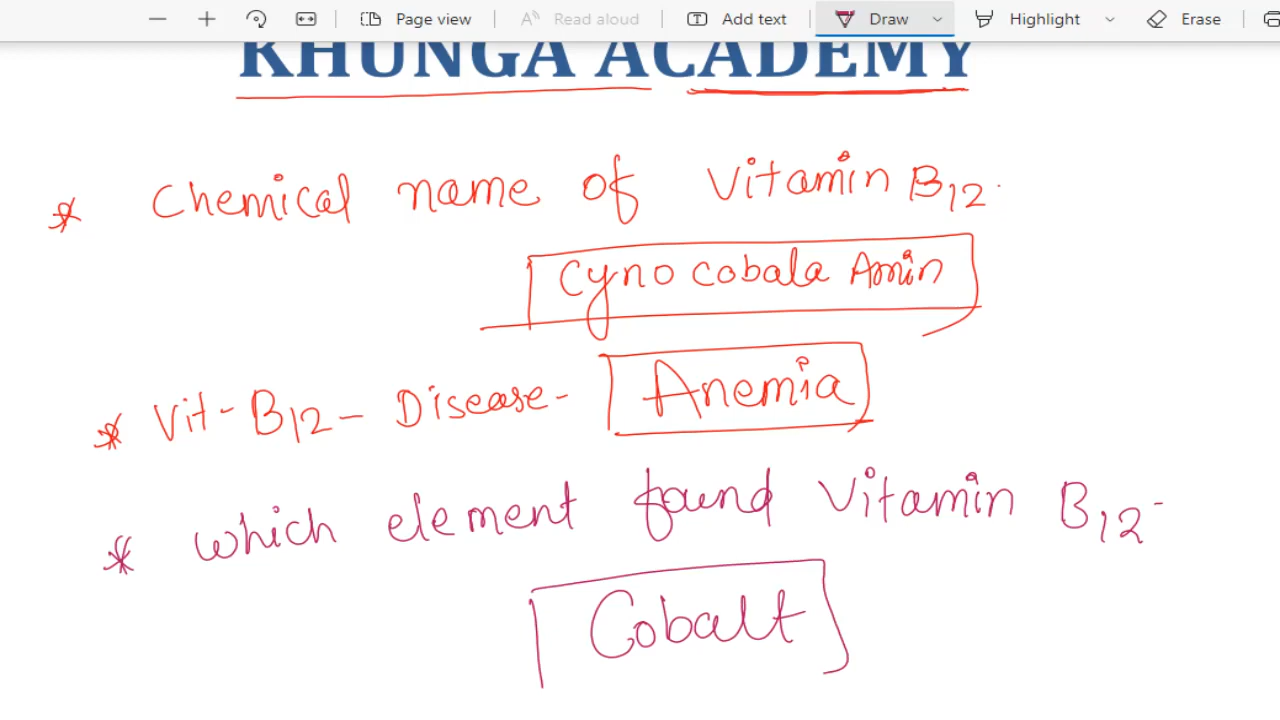 Page view
Read aloud
Add text
Draw
Highlight
Erase
KHUNGA ACADEMY
* Chemical name of Vitamin B12.
Cyno cobala Amin
* Vit-B12- Disease- Anemia
* which element found Vitamin B12-
Cobalt